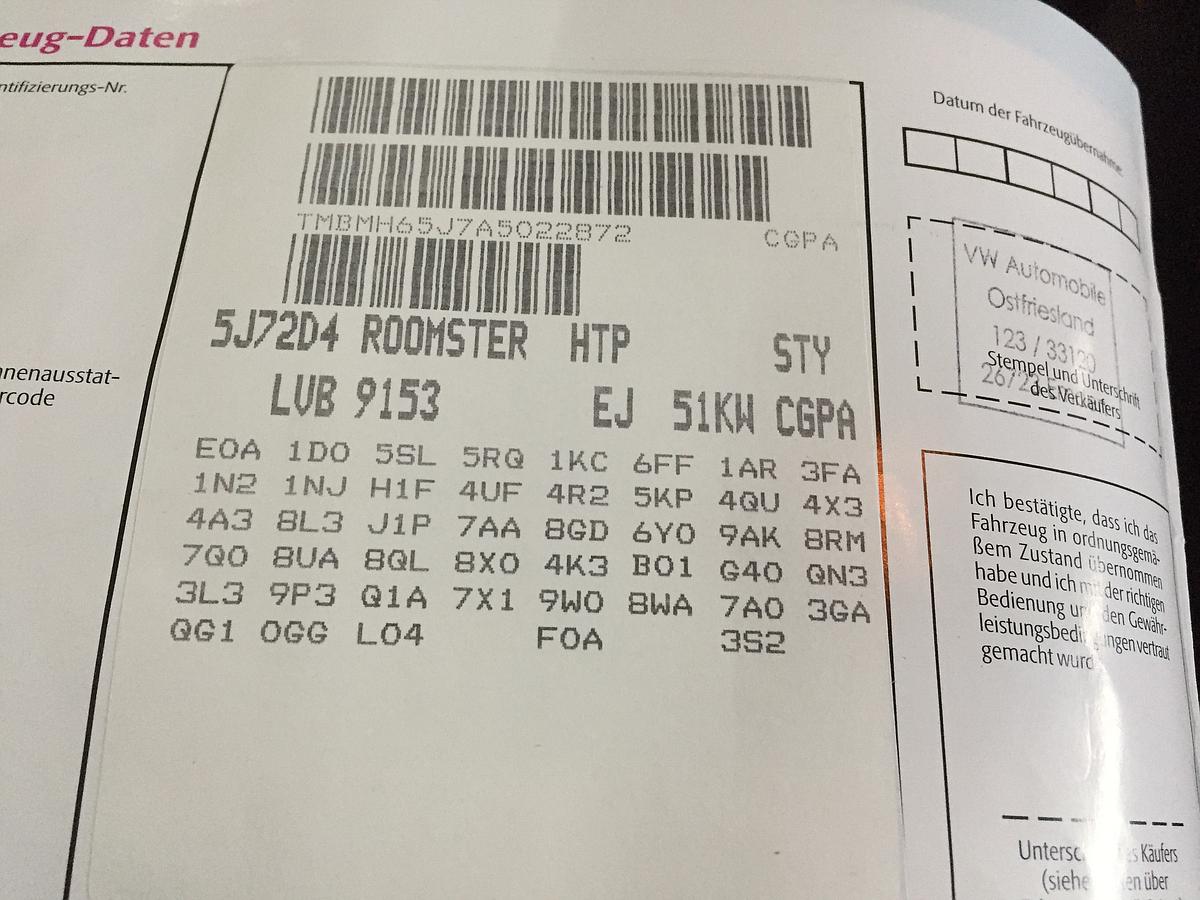 eug-Daten
ntifizierungs-Nr.
nenausstat-
rcode
TMBMH65J7A5022872 CGPA
5J72D4 ROOMSTER HTP STY
LUB 9153 EJ 51KW CGPA
E0A 1D0 5SL 5RQ 1KC 6FF 1AR 3FA
1N2 1NJ H1F 4UF 4R2 5KP 4QU 4X3
4A3 8L3 J1P 7AA 8GD 6Y0 9AK 8RM
7Q0 8UA 8QL 8X0 4K3 B01 G40 QN3
3L3 9P3 Q1A 7X1 9W0 8WA 7A0 3GA
QG1 0GG L04 F0A 3S2
Datum der Fahrzeugübernahme
VW Automobile
Ostfriesland
123 / 33120
Stempel und Unterschrift
des Verkäufers
Ich bestätigte, dass ich das
Fahrzeug in ordnungsgemä-
ßem Zustand übernommen
habe und ich mit der richtigen
Bedienung und den Gewähr-
leistungsbedingungen vertraut
gemacht wurd
Untersc s Käufers
(siehe en über